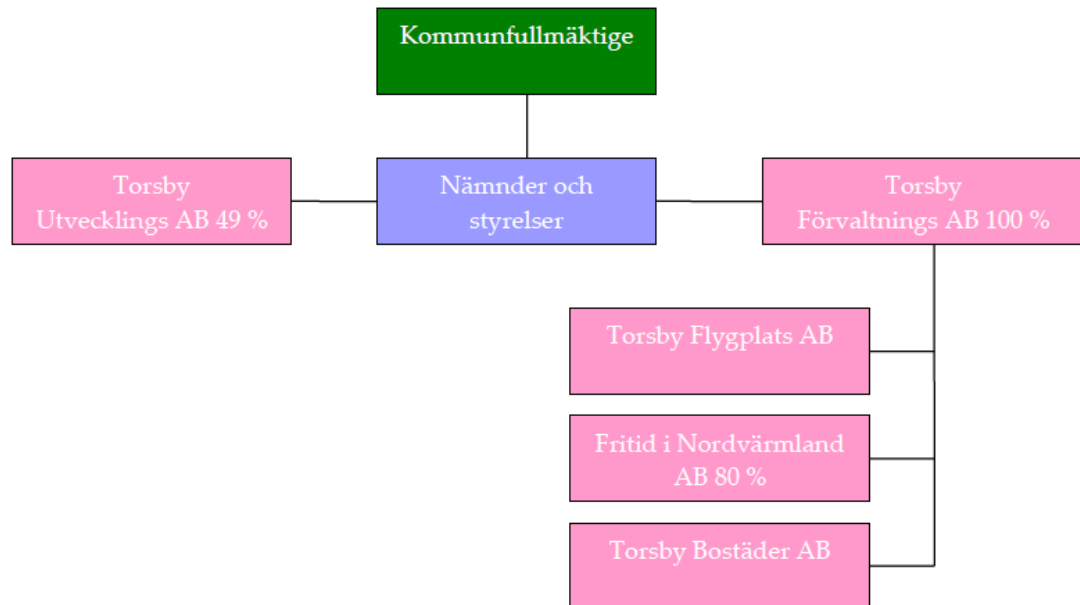 Kommunfullmäktige
Torsby
Utvecklings AB 49 %
Nämnder och
styrelser
Torsby
Förvaltnings AB 100 %
Torsby Flygplats AB
Fritid i Nordvärmland
AB 80 %
Torsby Bostäder AB